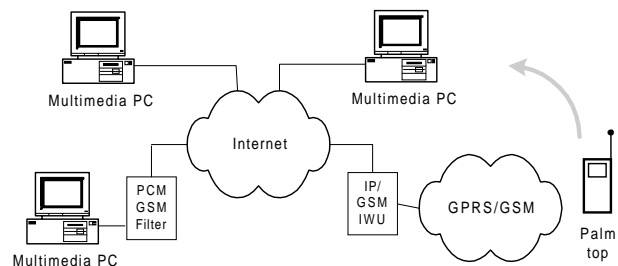 Multimedia PC
Multimedia PC
Internet
PCM
GSM
Filter
IP/
GSM
IWU
GPRS/GSM
Palm
top
Multimedia PC